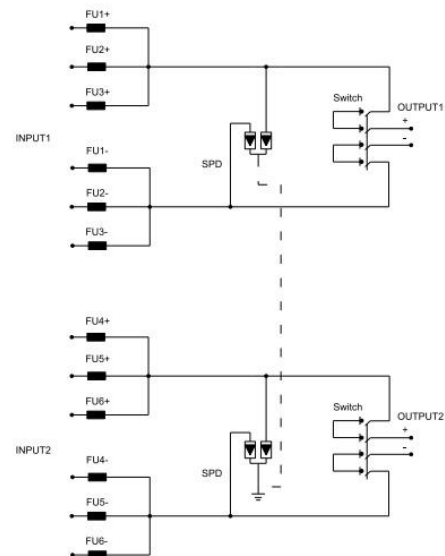 FU1+
FU2+
FU3+
Switch
OUTPUT1
+
-
INPUT1
FU1-
SPD
FU2-
FU3-
FU4+
FU5+
FU6+
Switch
OUTPUT2
+
-
INPUT2
FU4-
SPD
FU5-
FU6-